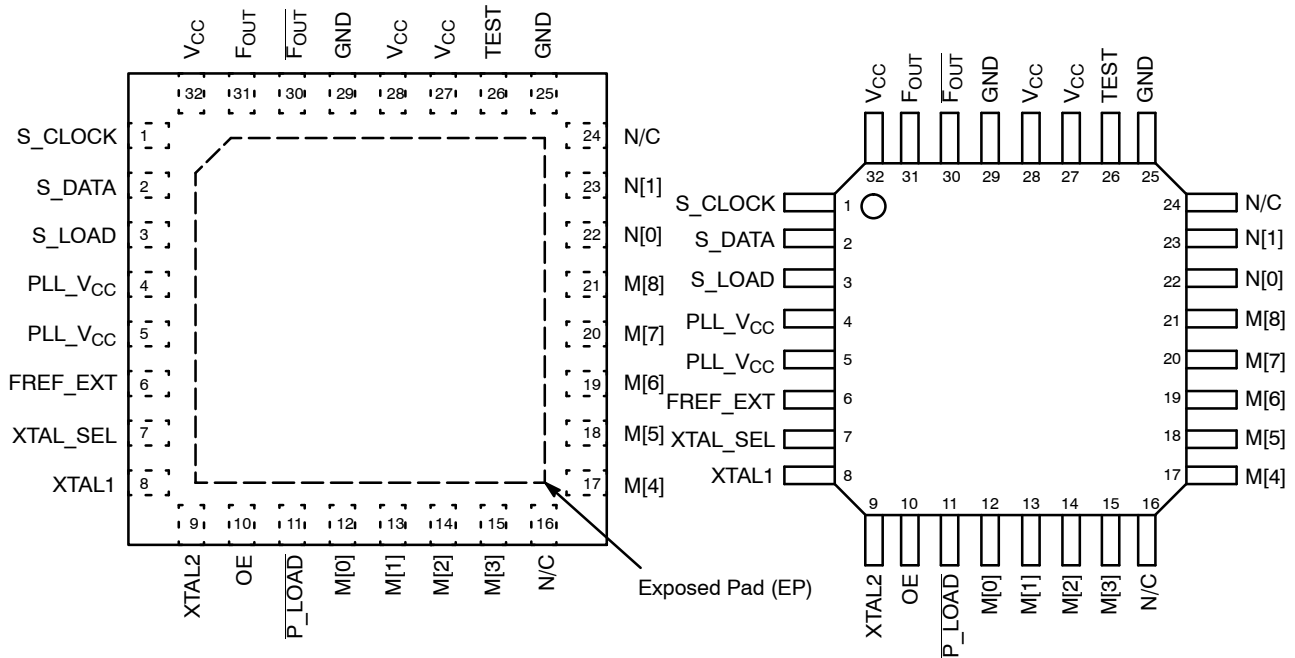 VCC FOUT FOUT GND VCC VCC TEST GND
32 31 30 29 28 27 26 25
S_CLOCK 1
S_DATA 2
S_LOAD 3
PLL_VCC 4
PLL_VCC 5
FREF_EXT 6
XTAL_SEL 7
XTAL1 8
24 N/C
23 N[1]
22 N[0]
21 M[8]
20 M[7]
19 M[6]
18 M[5]
17 M[4]
9 10 11 12 13 14 15 16
XTAL2 OE P_LOAD M[0] M[1] M[2] M[3] N/C
Exposed Pad (EP)
VCC FOUT FOUT GND VCC VCC TEST GND
32 31 30 29 28 27 26 25
S_CLOCK 1
S_DATA 2
S_LOAD 3
PLL_VCC 4
PLL_VCC 5
FREF_EXT 6
XTAL_SEL 7
XTAL1 8
24 N/C
23 N[1]
22 N[0]
21 M[8]
20 M[7]
19 M[6]
18 M[5]
17 M[4]
9 10 11 12 13 14 15 16
XTAL2 OE P_LOAD M[0] M[1] M[2] M[3] N/C